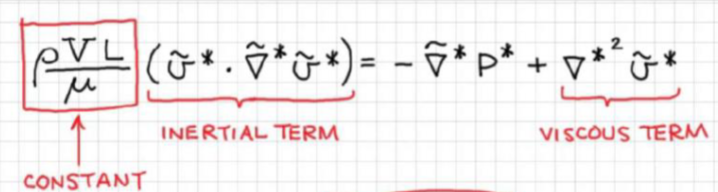 ρVL/μ (ṽ* · ∇̃*ṽ*) = - ∇̃*P* + ∇*² ṽ*
INERTIAL TERM
VISCOUS TERM
CONSTANT